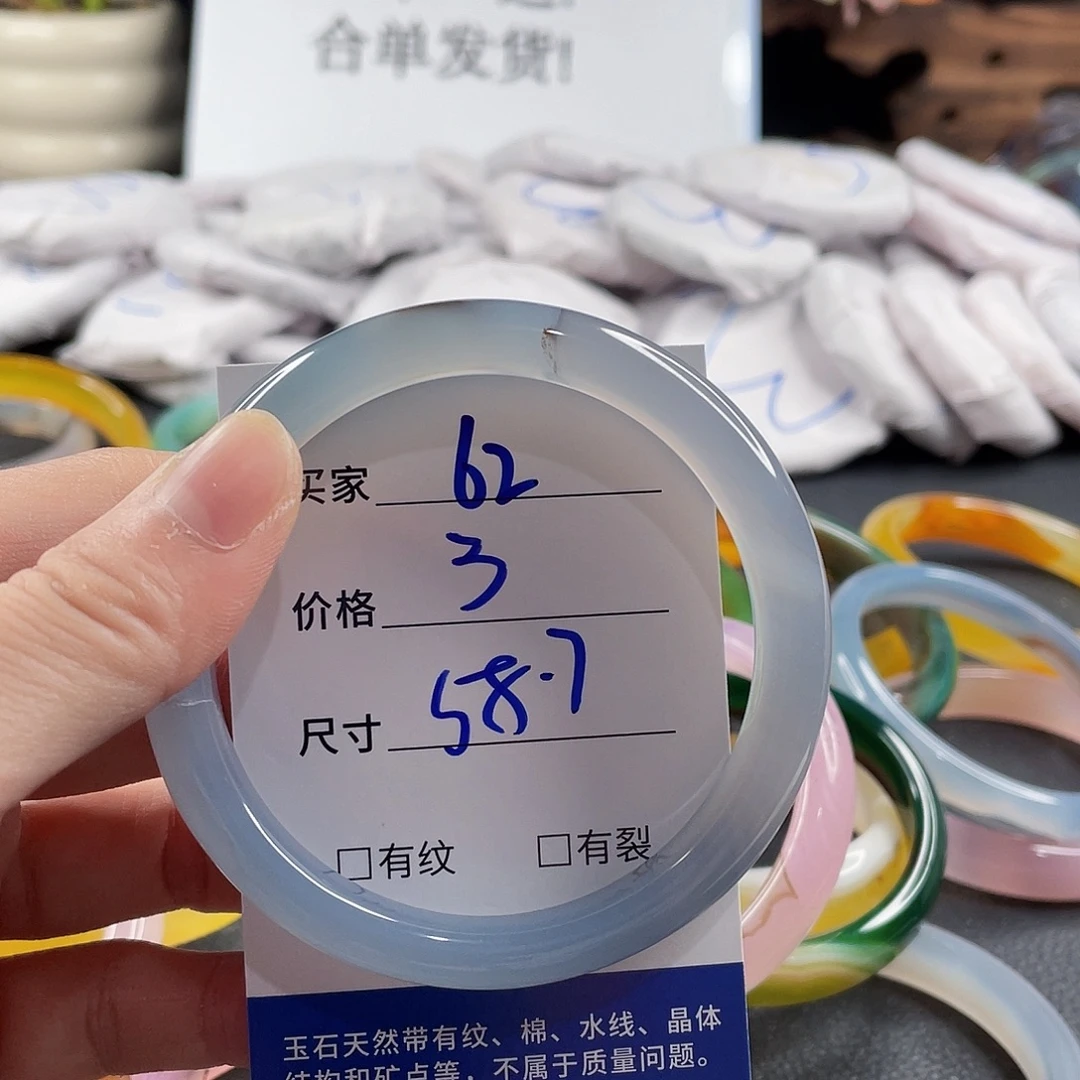 合单发货!
买家 62
价格 3
尺寸 58.7
□有纹 □有裂
玉石天然带有纹、棉、水线、晶体
结构和矿点等，不属于质量问题。